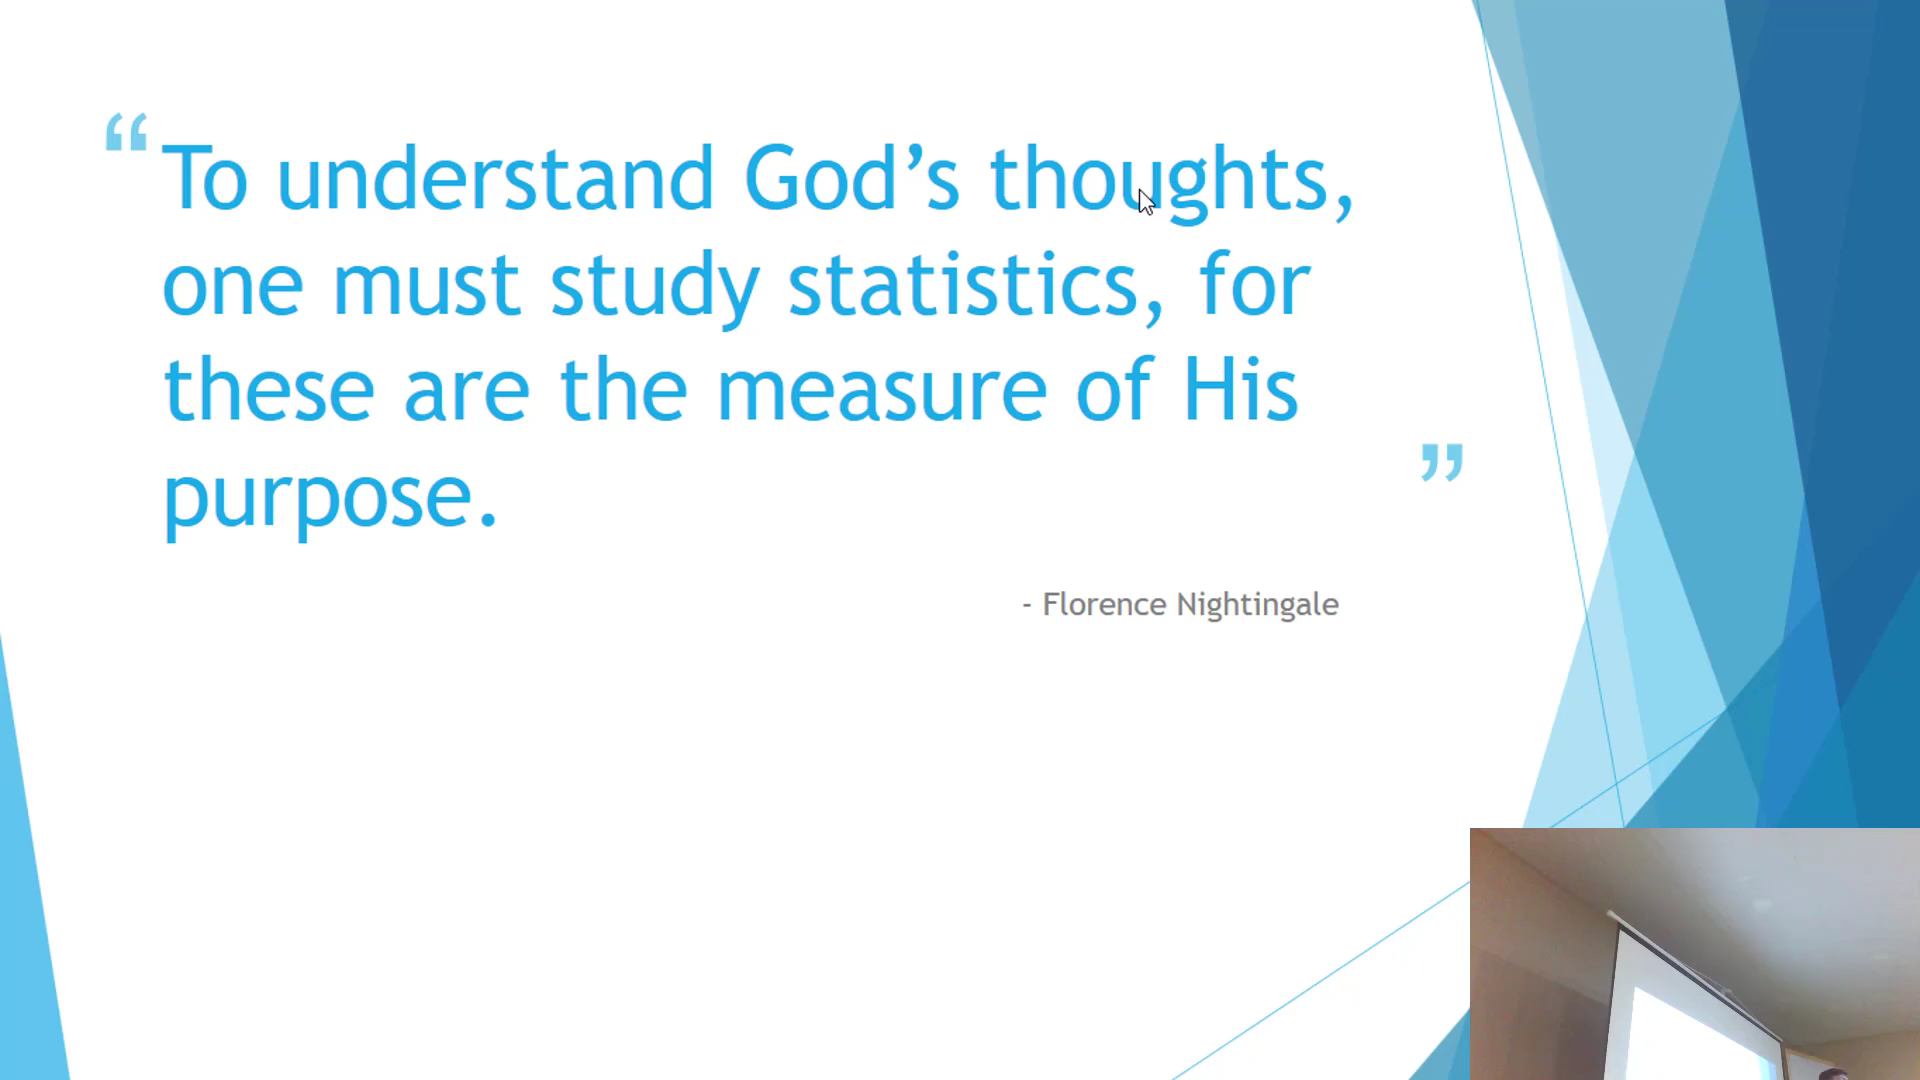 “To understand God’s thoughts,
one must study statistics, for
these are the measure of His
purpose.”
- Florence Nightingale